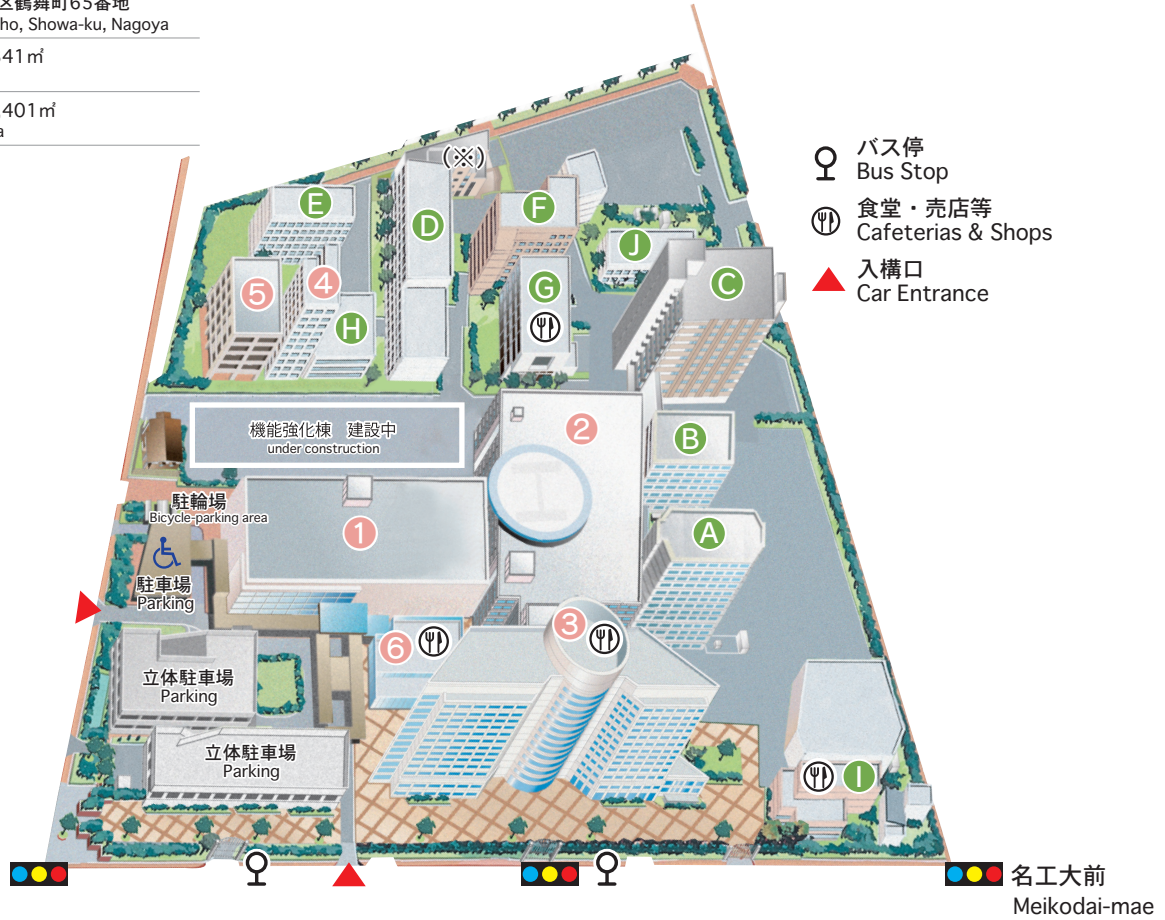 区鶴舞町65番地
ho, Showa-ku, Nagoya
41㎡
401㎡
a
(※)
バス停
Bus Stop
食堂・売店等
Cafeterias & Shops
入構口
Car Entrance
E
D
F
J
C
5
4
G
H
機能強化棟　建設中
under construction
2
B
駐輪場
Bicycle-parking area
1
A
駐車場
Parking
3
6
立体駐車場
Parking
立体駐車場
Parking
I
名工大前
Meikodai-mae